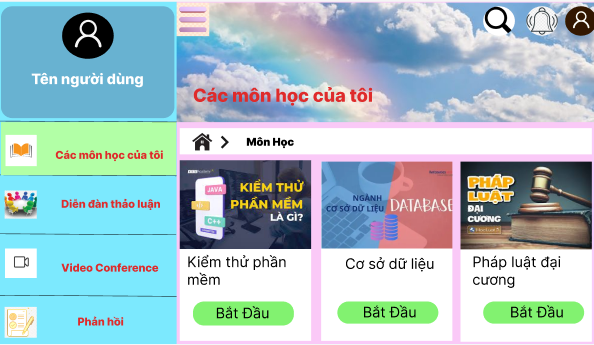 Tên người dùng
Các môn học của tôi
Các môn học của tôi
Diễn đàn thảo luận
Video Conference
Phản hồi
Môn Học
JAVA
C++
KIỂM THỬ
PHẦN MỀM
LÀ GÌ?
Kiểm thử phần
mềm
Bắt Đầu
NGÀNH
CƠ SỞ DỮ LIỆU
DATABASE
Cơ sở dữ liệu
Bắt Đầu
PHÁP
LUẬT
ĐẠI
CƯƠNG
Pháp luật đại
cương
Bắt Đầu